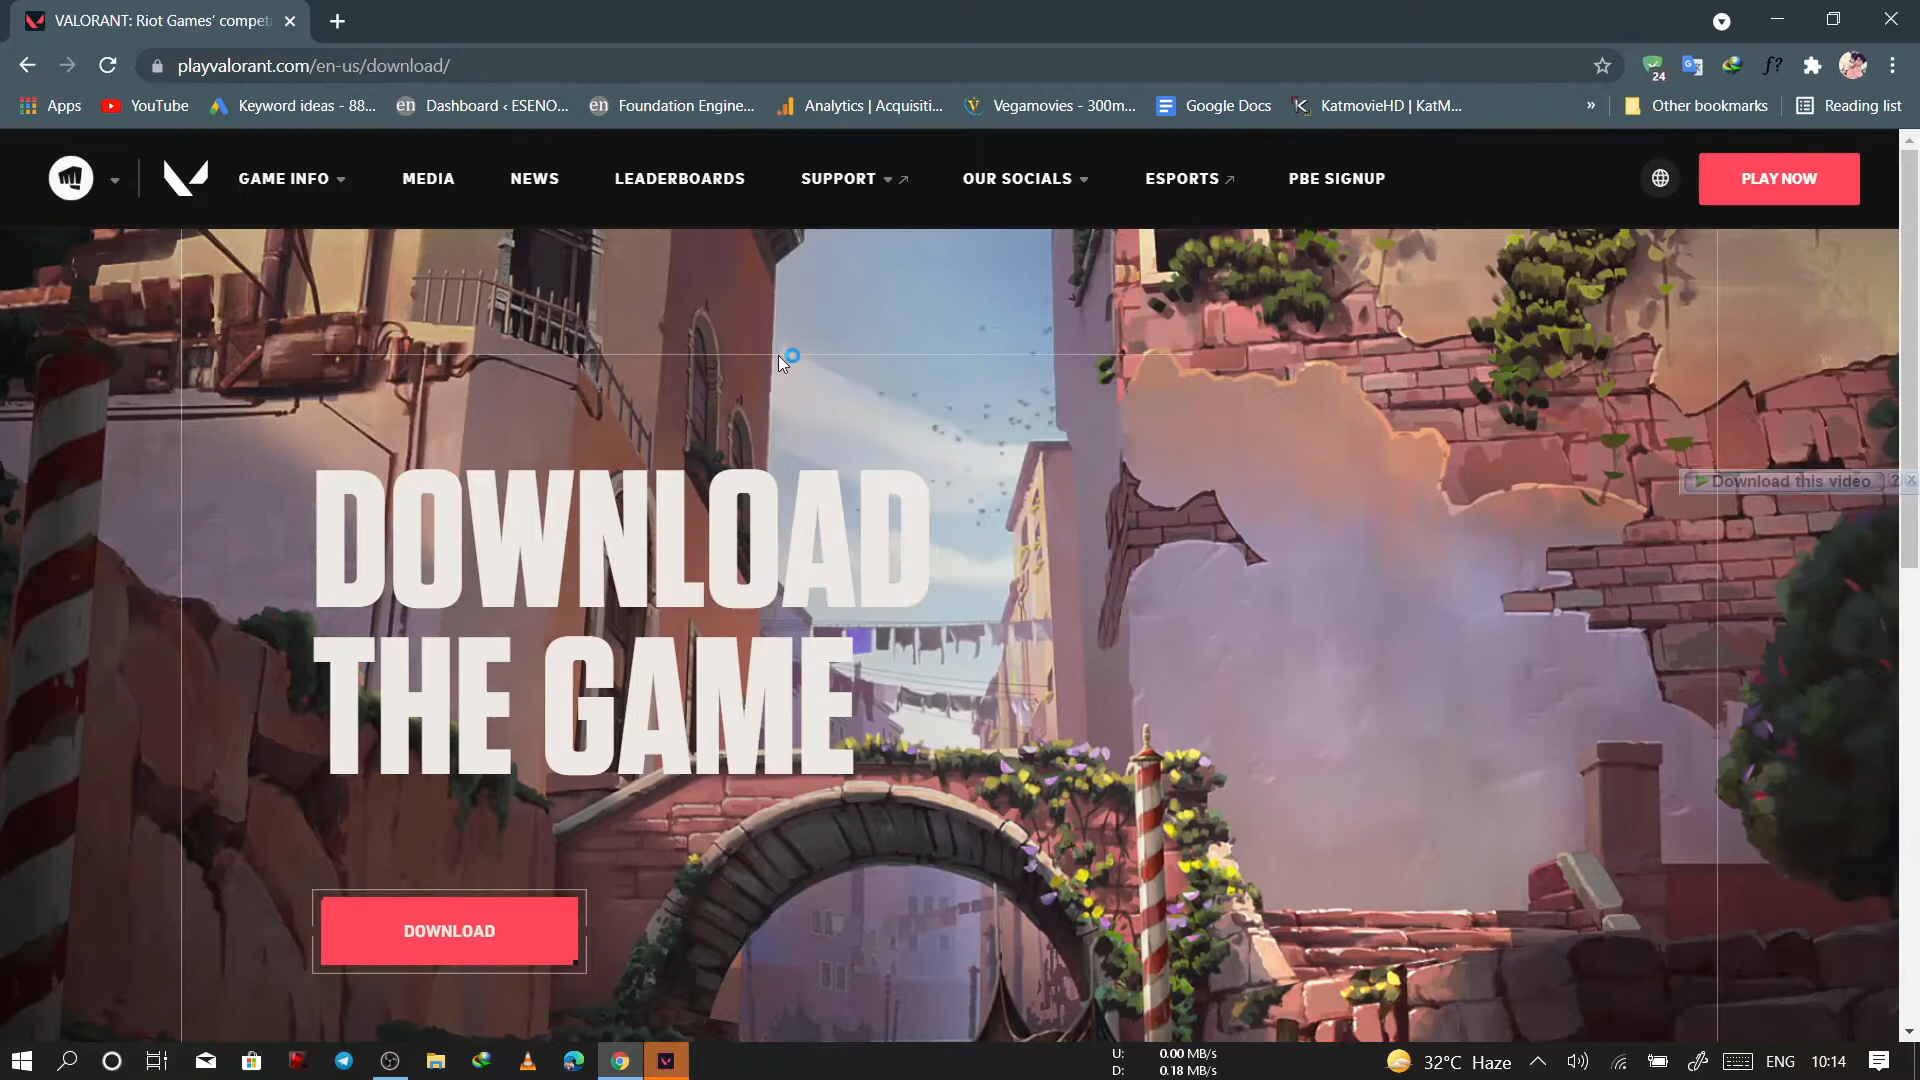 VALORANT: Riot Games' compet
playvalorant.com/en-us/download/
24
Apps YouTube Keyword ideas - 88... en Dashboard ‹ ESENO... en Foundation Engine... Analytics | Acquisiti... Vegamovies - 300m... Google Docs KatmovieHD | KatM... » Other bookmarks Reading list
GAME INFO MEDIA NEWS LEADERBOARDS SUPPORT OUR SOCIALS ESPORTS PBE SIGNUP PLAY NOW
Download this video ?
DOWNLOAD
THE GAME
DOWNLOAD
U: 0.00 MB/s
D: 0.18 MB/s
32°C Haze ENG 10:14